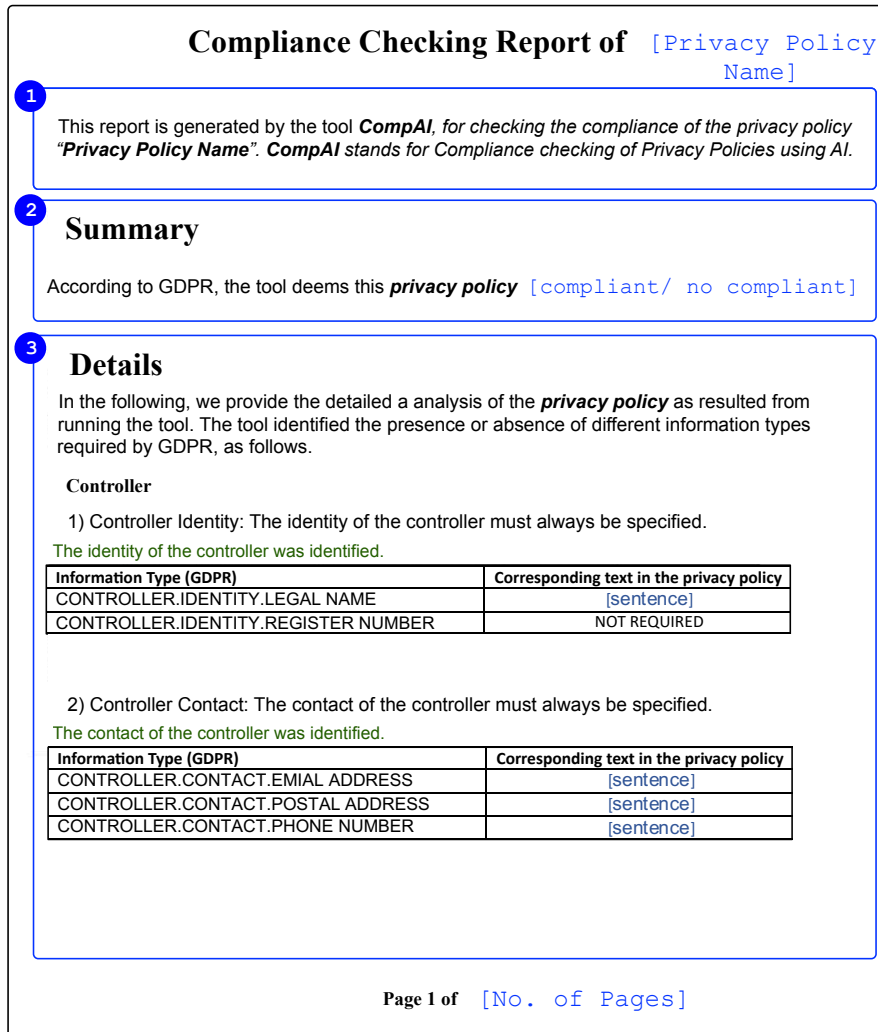 Compliance Checking Report of [Privacy Policy
Name]
1
This report is generated by the tool CompAI, for checking the compliance of the privacy policy
“Privacy Policy Name”. CompAI stands for Compliance checking of Privacy Policies using AI.
2
Summary
According to GDPR, the tool deems this privacy policy [compliant/ no compliant]
3
Details
In the following, we provide the detailed a analysis of the privacy policy as resulted from
running the tool. The tool identified the presence or absence of different information types
required by GDPR, as follows.
Controller
1) Controller Identity: The identity of the controller must always be specified.
The identity of the controller was identified.
Information Type (GDPR) Corresponding text in the privacy policy
CONTROLLER.IDENTITY.LEGAL NAME [sentence]
CONTROLLER.IDENTITY.REGISTER NUMBER NOT REQUIRED
2) Controller Contact: The contact of the controller must always be specified.
The contact of the controller was identified.
Information Type (GDPR) Corresponding text in the privacy policy
CONTROLLER.CONTACT.EMIAL ADDRESS [sentence]
CONTROLLER.CONTACT.POSTAL ADDRESS [sentence]
CONTROLLER.CONTACT.PHONE NUMBER [sentence]
Page 1 of [No. of Pages]